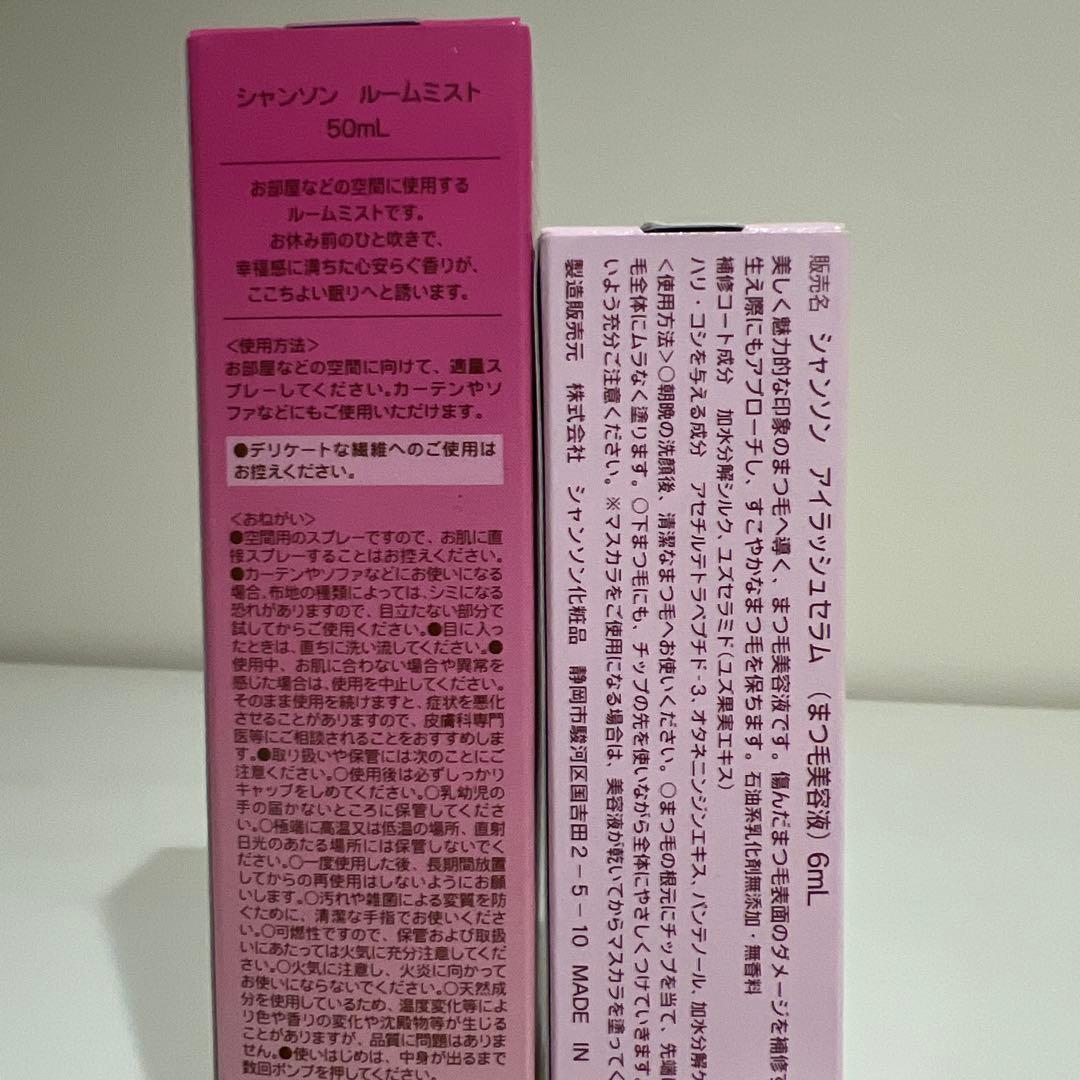 シャンソン　ルームミスト
50mL
お部屋などの空間に使用する
ルームミストです。
お休み前のひと吹きで、
幸福感に満ちた心安らぐ香りが、
ここちよい眠りへと誘います。
<使用方法>
お部屋などの空間に向けて、適量ス
プレーしてください。カーテンやソ
ファなどにもご使用いただけます。
●デリケートな繊維へのご使用は
お控えください。
<おねがい>
●空間用のスプレーですので、お肌に直
接スプレーすることはお控えください。
●カーテンやソファなどにお使いになる
場合、布地の種類によっては、シミになる
恐れがありますので、目立たない部分で
試してからご使用ください。●目に入っ
たときは、直ちに洗い流してください。●
使用中、お肌に合わない場合や異常を
感じた場合は、使用を中止してください。
そのまま使用を続けますと、症状を悪化
させることがありますので、皮膚科専門
医等にご相談されることをおすすめしま
す。●取り扱いや保管には次のことにご
注意ください。○使用後は必ずしっかり
キャップをしめてください。○乳幼児の
手の届かないところに保管してくださ
い。○極端に高温又は低温の場所、直射
日光のあたる場所には保管しないでく
ださい。○一度使用した後、長期間放置
してからの再使用はしないようにお願
いします。○汚れや雑菌による変質を防
ぐために、清潔な手指でお使いくださ
い。○可燃性ですので、保管および取扱
いにあたっては火気に充分注意してくだ
さい。○火気に注意し、火炎に向かって
お使いにならないでください。○天然成
分を使用しているため、温度変化等によ
り色や香りの変化や沈殿物等が生じる
ことがありますが、品質に問題はありま
せん。●使いはじめは、中身が出るまで
数回ポンプを押してください。
販売名　シャンソン　アイラッシュセラム　(まつ毛美容液) 6mL
美しく魅力的な印象のまつ毛へ導く、まつ毛美容液です。傷んだまつ毛表面のダメージを補修す
生え際にもアプローチし、すこやかなまつ毛を保ちます。石油系乳化剤無添加・無香料
補修コート成分　加水分解シルク、ユズセラミド(ユズ果実エキス)
ハリ・コシを与える成分　アセチルテトラペプチド-3、オタネニンジンエキス、パンテノール、加水分解ケ
<使用方法>○朝晩の洗顔後、清潔なまつ毛へお使いください。○まつ毛の根元にチップを当て、先端に
毛全体にムラなく塗ります。○下まつ毛にも、チップの先を使いながら全体にやさしくつけていきます。
いよう充分ご注意ください。※マスカラをご使用になる場合は、美容液が乾いてからマスカラを塗ってく
製造販売元　株式会社　シャンソン化粧品　静岡市駿河区国吉田2-5-10 MADE IN